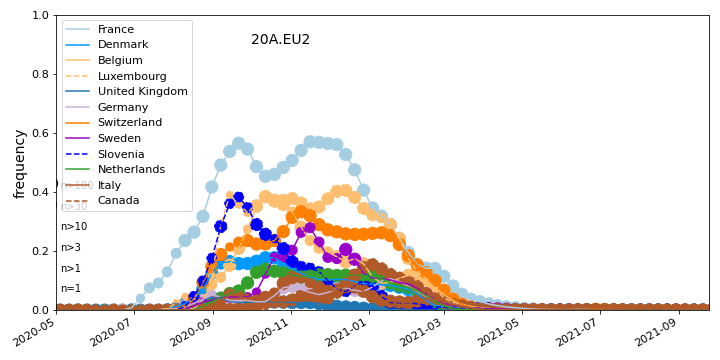 20A.EU2
frequency
1.0
0.8
0.6
0.4
0.2
0.0
France
Denmark
Belgium
Luxembourg
United Kingdom
Germany
Switzerland
Sweden
Slovenia
Netherlands
Italy
Canada
n>100
n>30
n>10
n>3
n>1
n=1
2020-05
2020-07
2020-09
2020-11
2021-01
2021-03
2021-05
2021-07
2021-09